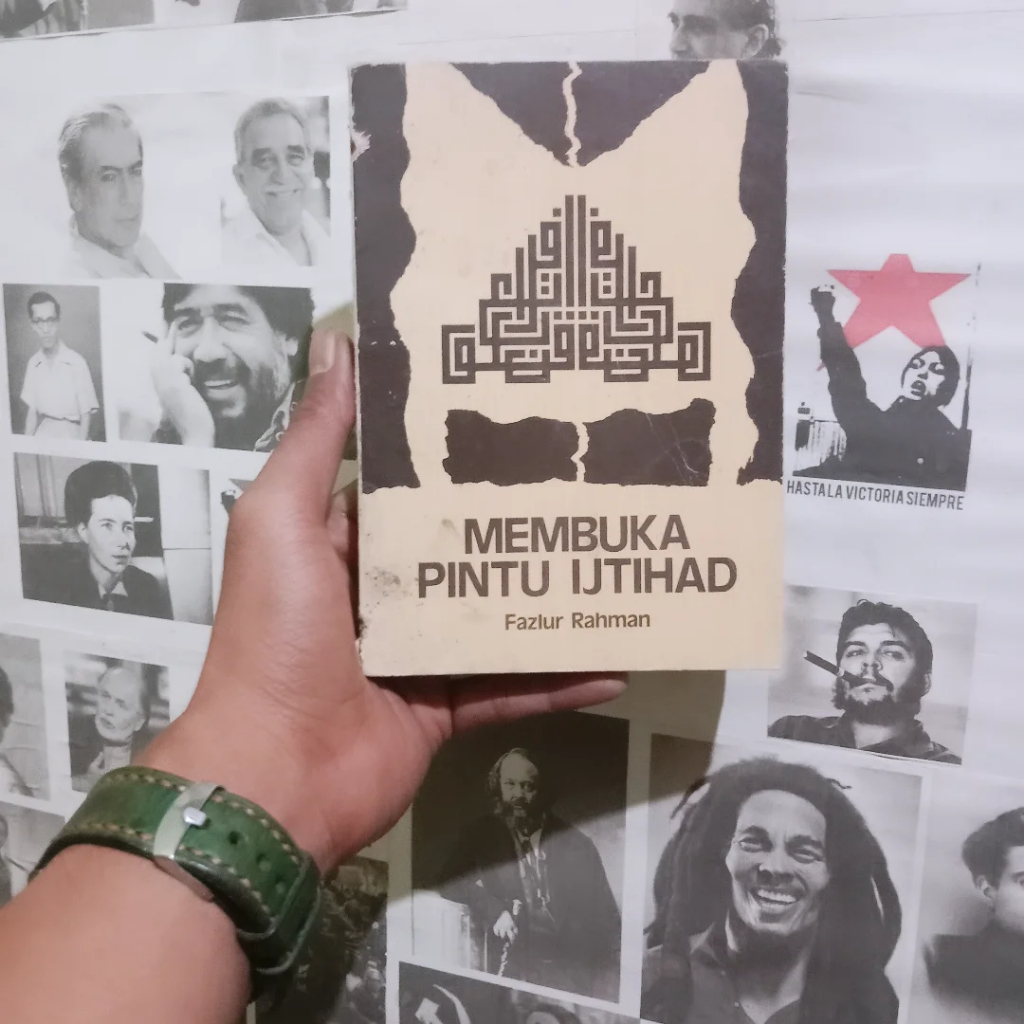 MEMBUKA
PINTU IJTIHAD
Fazlur Rahman
HASTA LA VICTORIA SIEMPRE